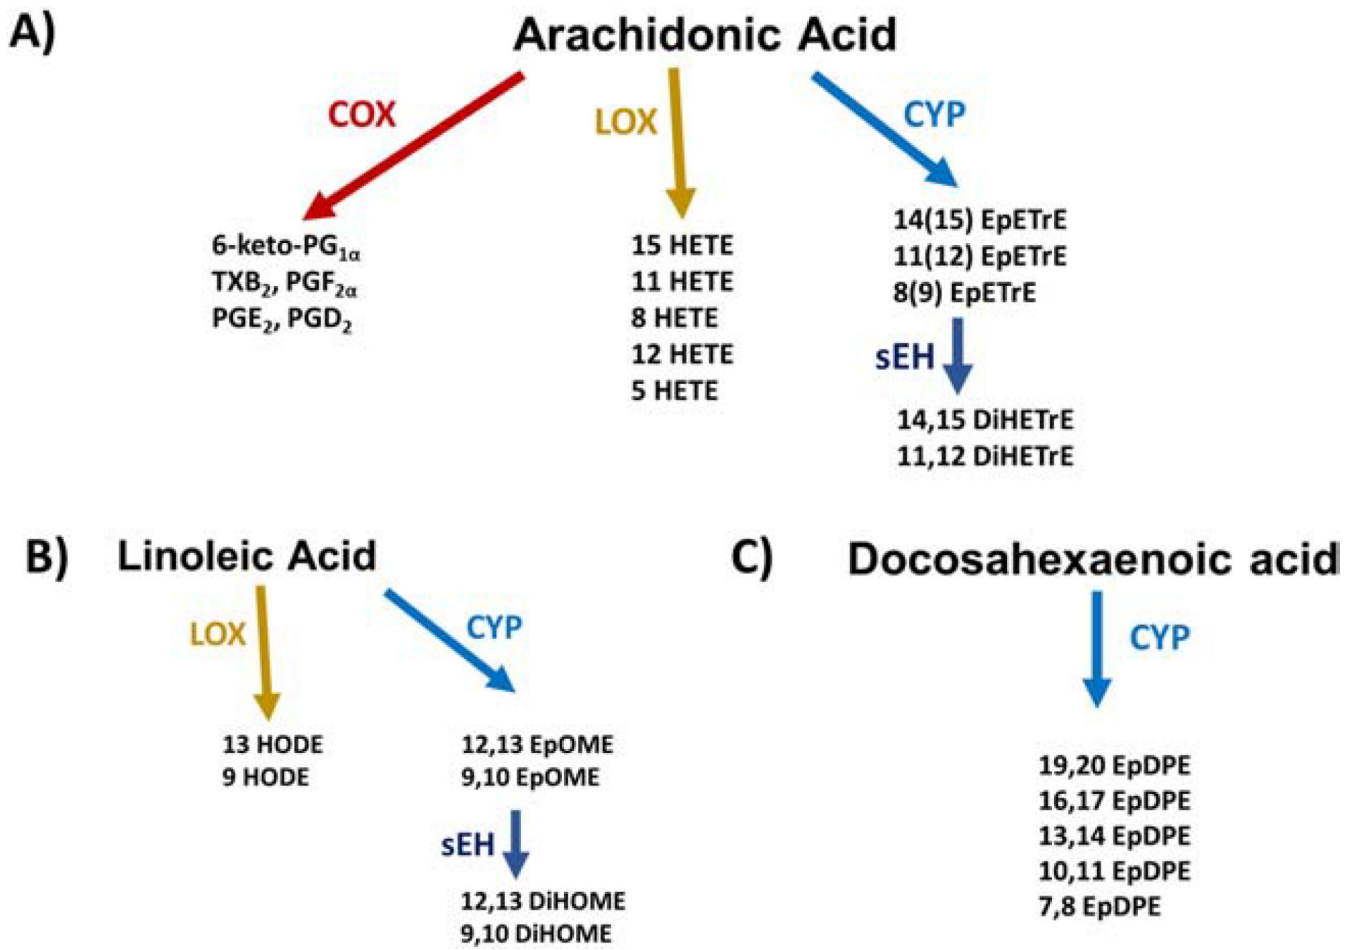 A)
Arachidonic Acid
COX
LOX
CYP
6-keto-PG1α
TXB2, PGF2α
PGE2, PGD2
15 HETE
11 HETE
8 HETE
12 HETE
5 HETE
14(15) EpETrE
11(12) EpETrE
8(9) EpETrE
sEH
14,15 DiHETrE
11,12 DiHETrE
B)
Linoleic Acid
LOX
CYP
13 HODE
9 HODE
12,13 EpOME
9,10 EpOME
sEH
12,13 DiHOME
9,10 DiHOME
C)
Docosahexaenoic acid
CYP
19,20 EpDPE
16,17 EpDPE
13,14 EpDPE
10,11 EpDPE
7,8 EpDPE